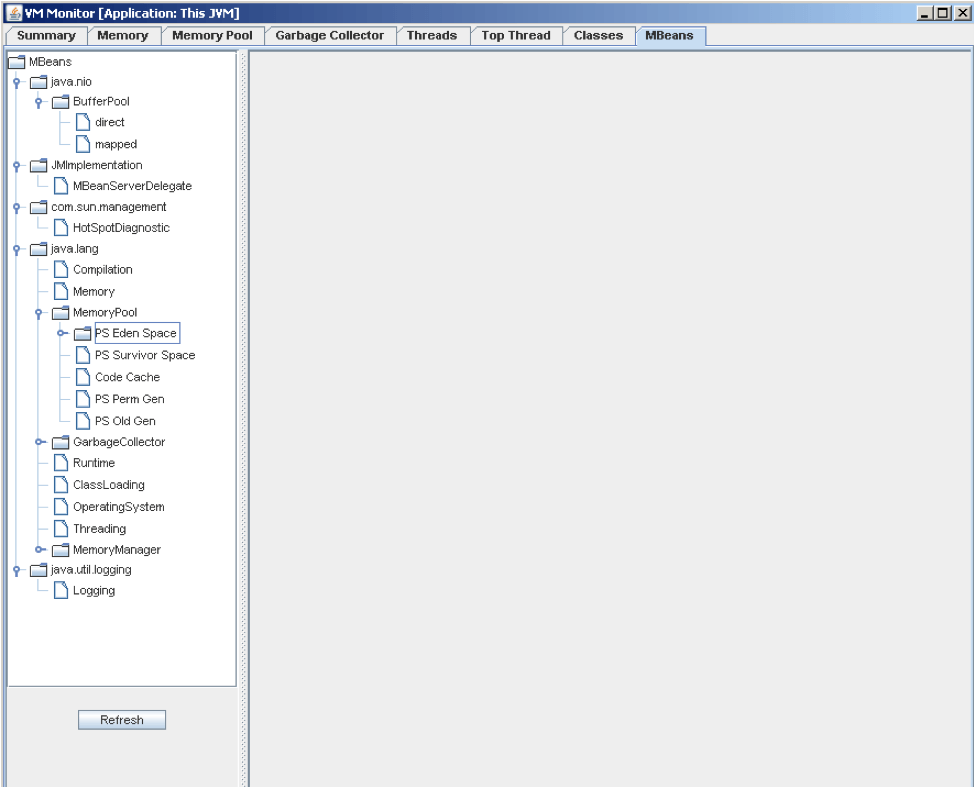 VM Monitor [Application: This JVM]
Summary Memory Memory Pool Garbage Collector Threads Top Thread Classes MBeans
MBeans
java.nio
BufferPool
direct
mapped
JMImplementation
MBeanServerDelegate
com.sun.management
HotSpotDiagnostic
java.lang
Compilation
Memory
MemoryPool
PS Eden Space
PS Survivor Space
Code Cache
PS Perm Gen
PS Old Gen
GarbageCollector
Runtime
ClassLoading
OperatingSystem
Threading
MemoryManager
java.util.logging
Logging
Refresh